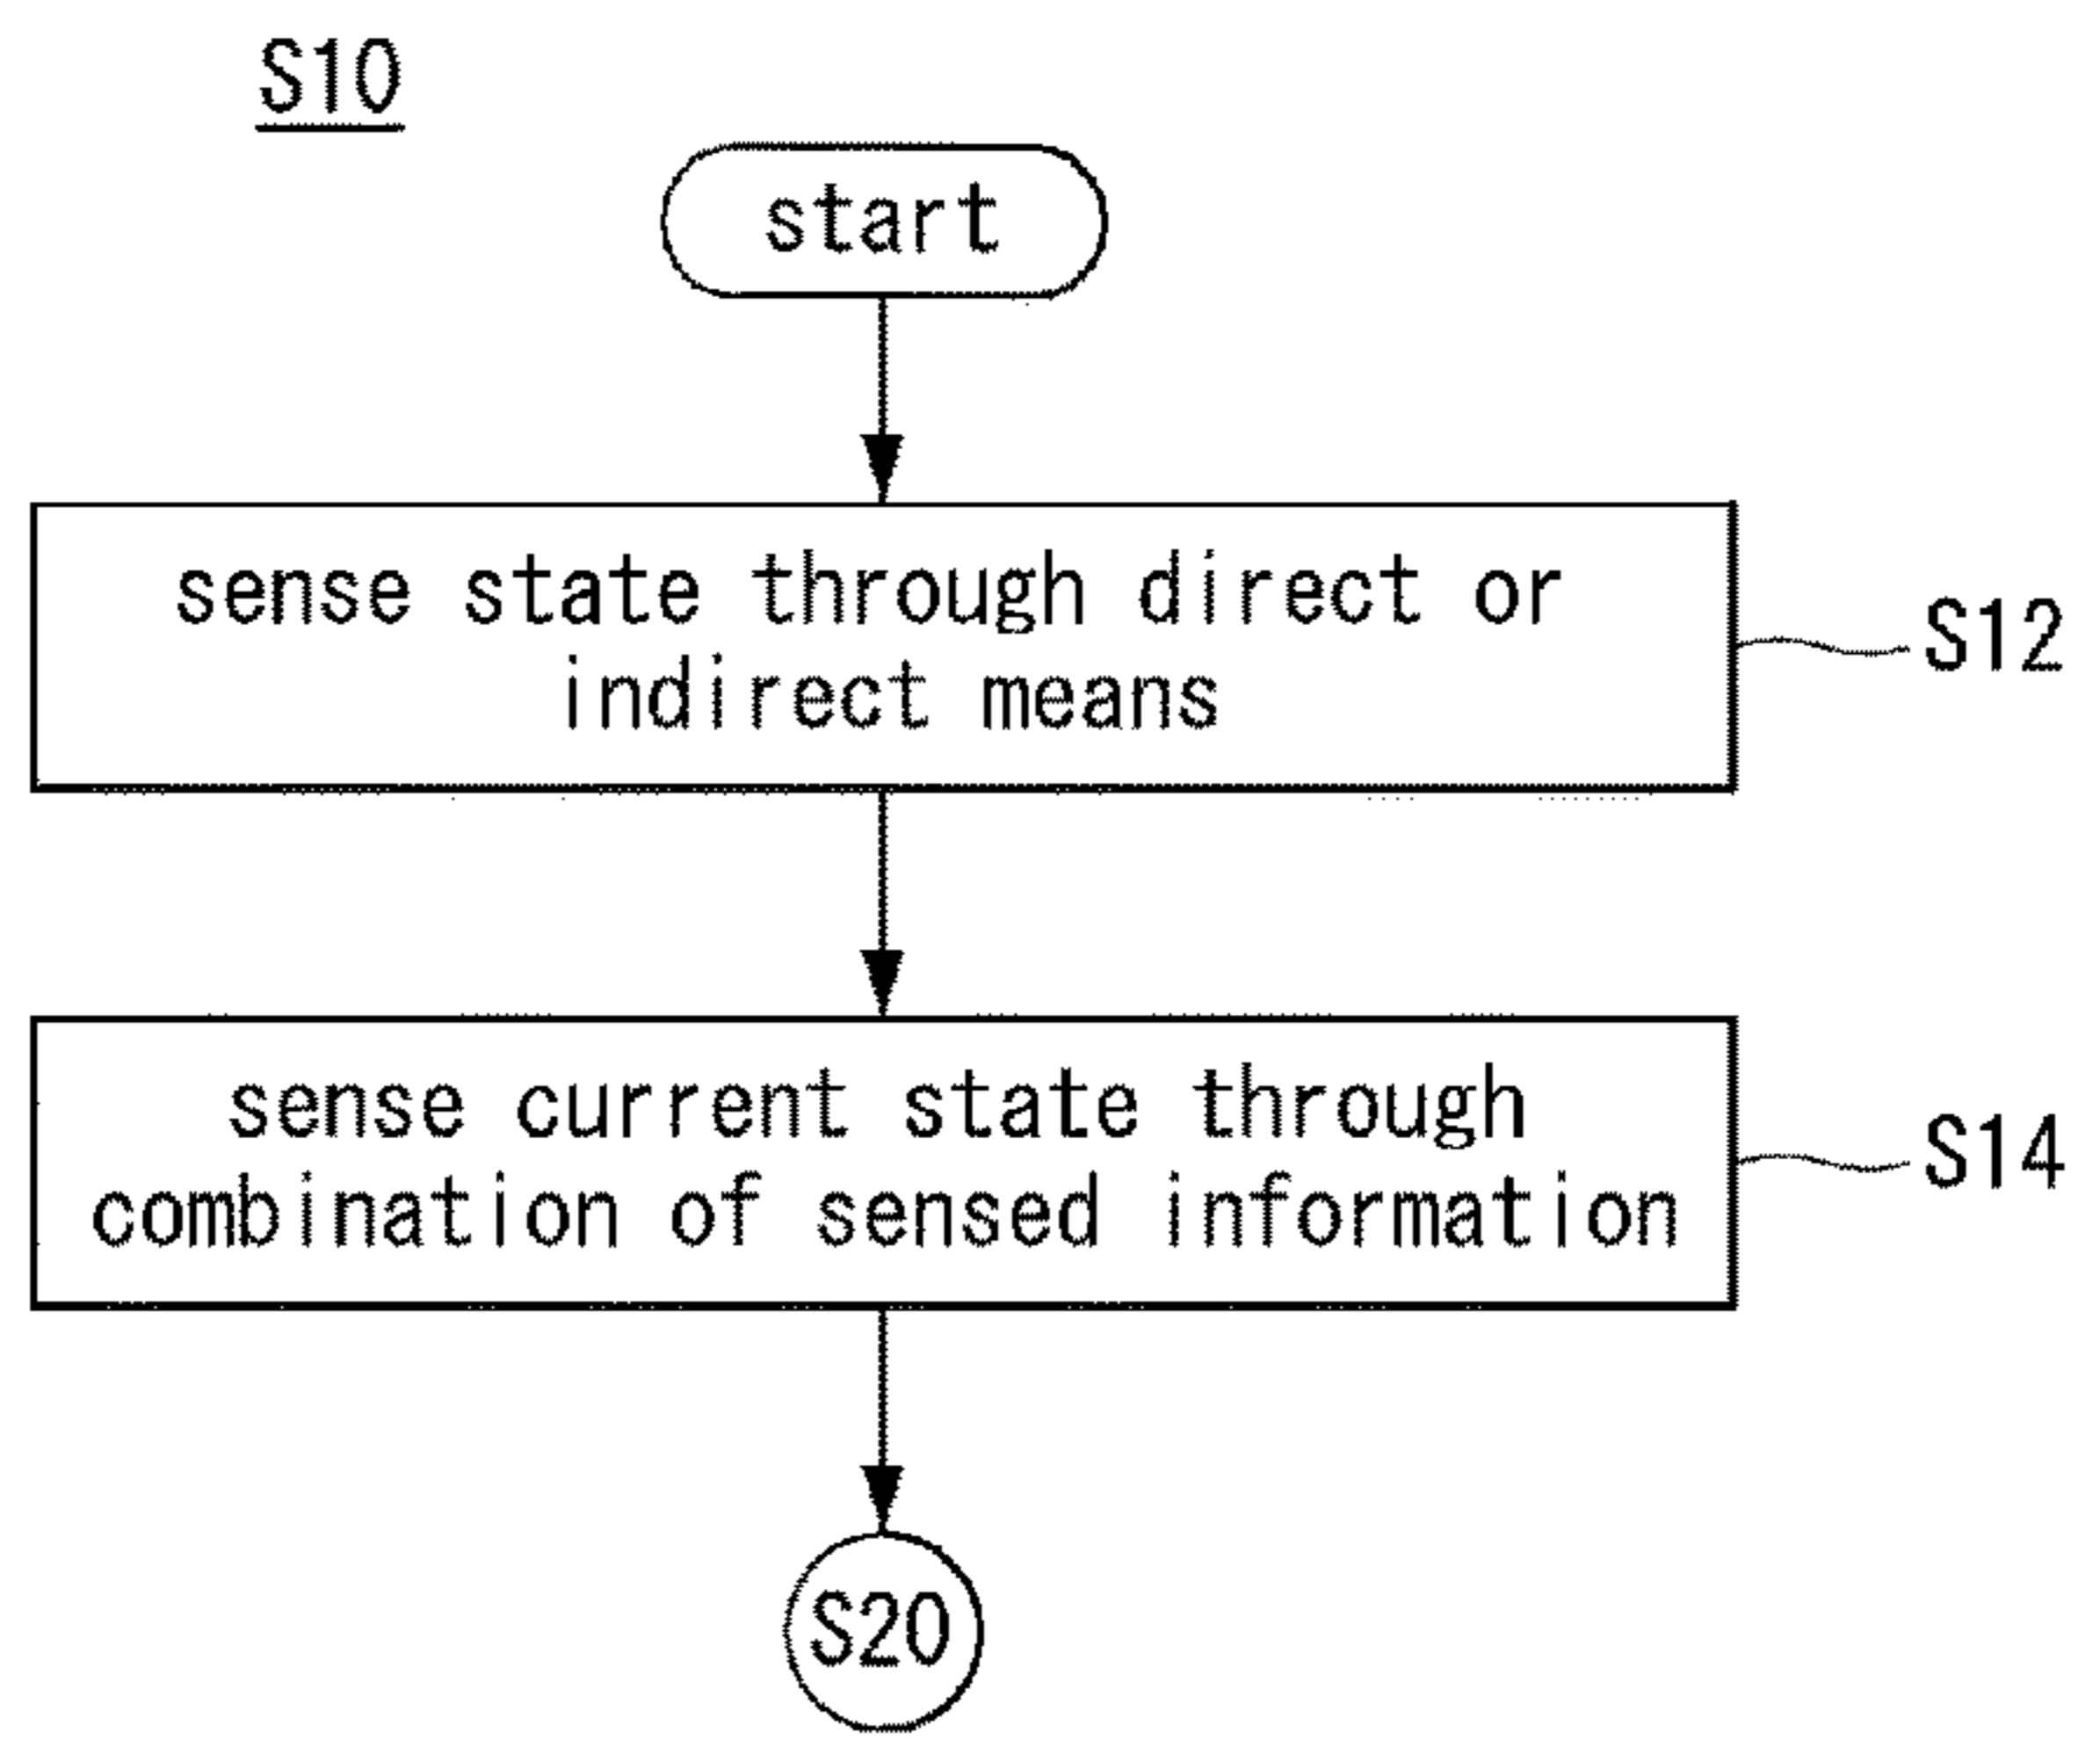 S10
start
sense state through direct or
indirect means
S12
sense current state through
combination of sensed information
S14
S20